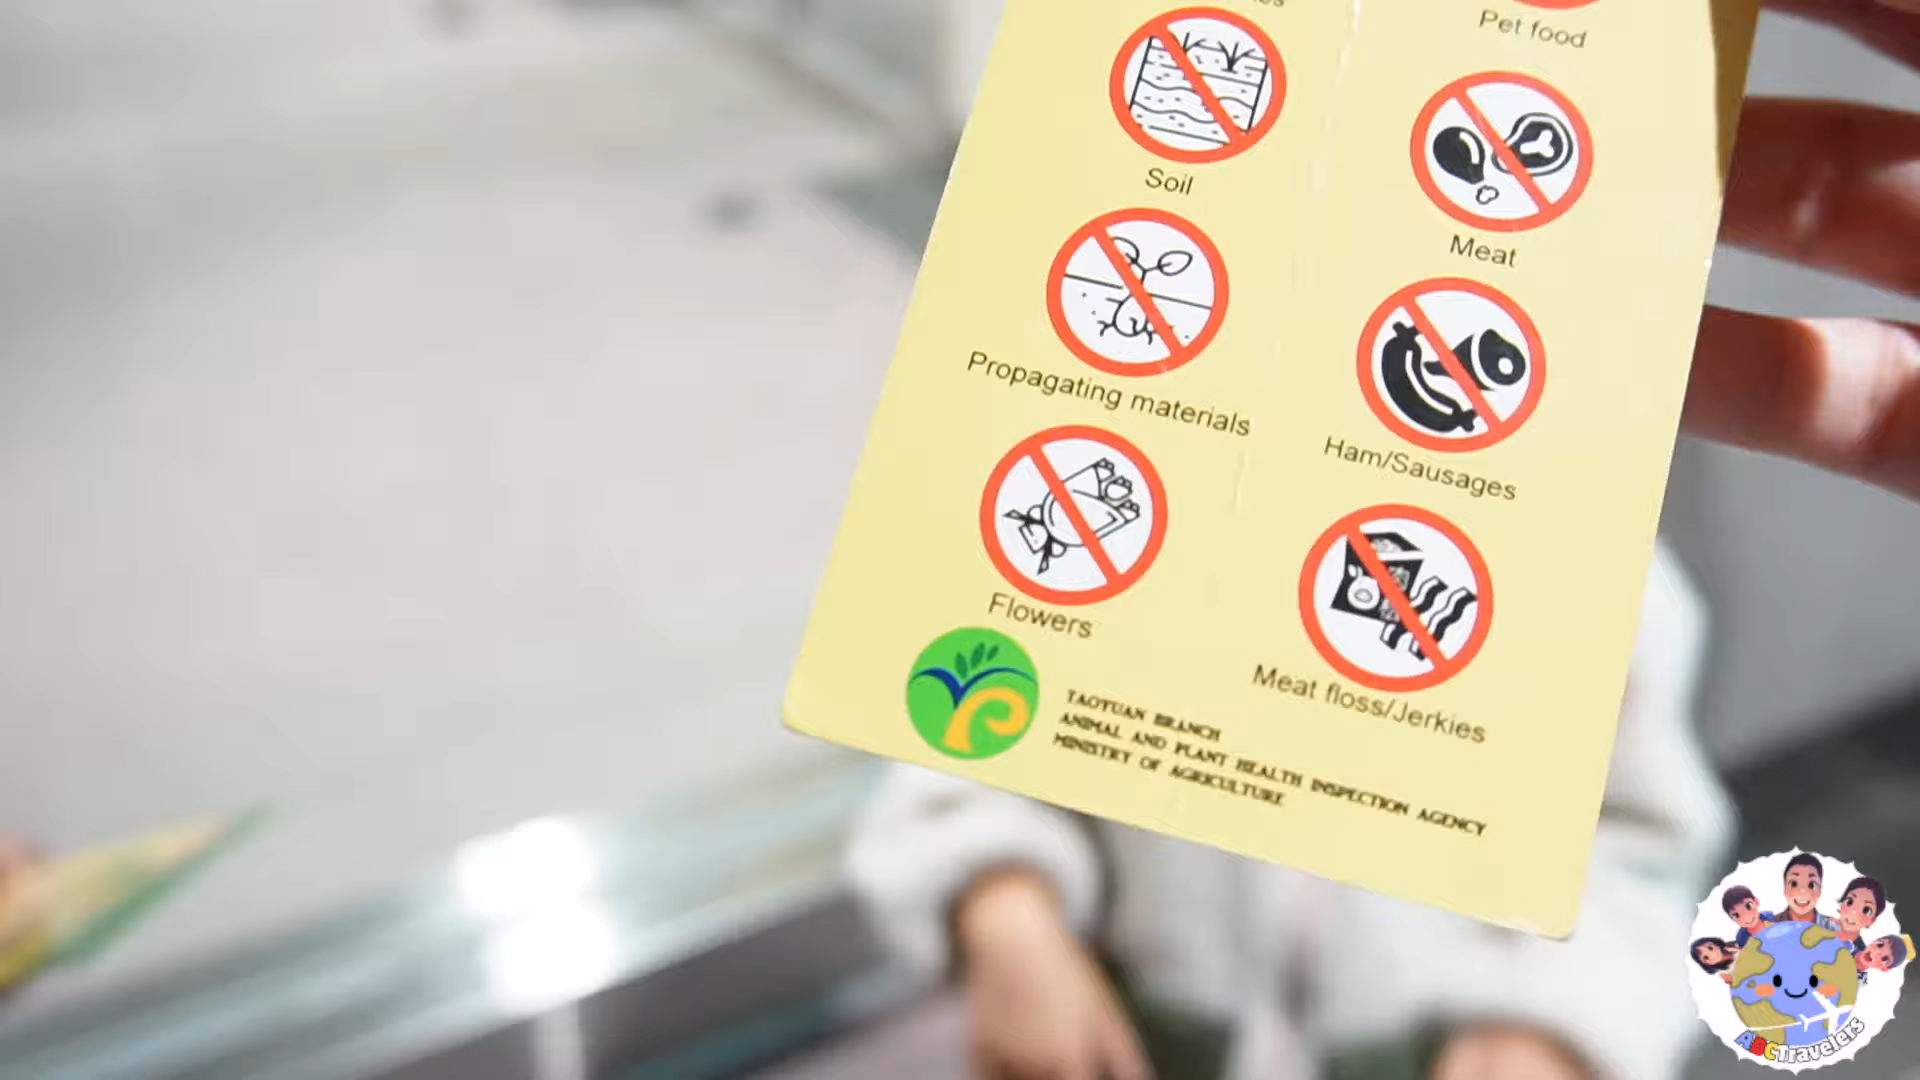 Pet food
Soil
Meat
Propagating materials
Ham/Sausages
Flowers
Meat floss/Jerkies
TAOYUAN BRANCH
ANIMAL AND PLANT HEALTH INSPECTION AGENCY
MINISTRY OF AGRICULTURE
ABCTravelers